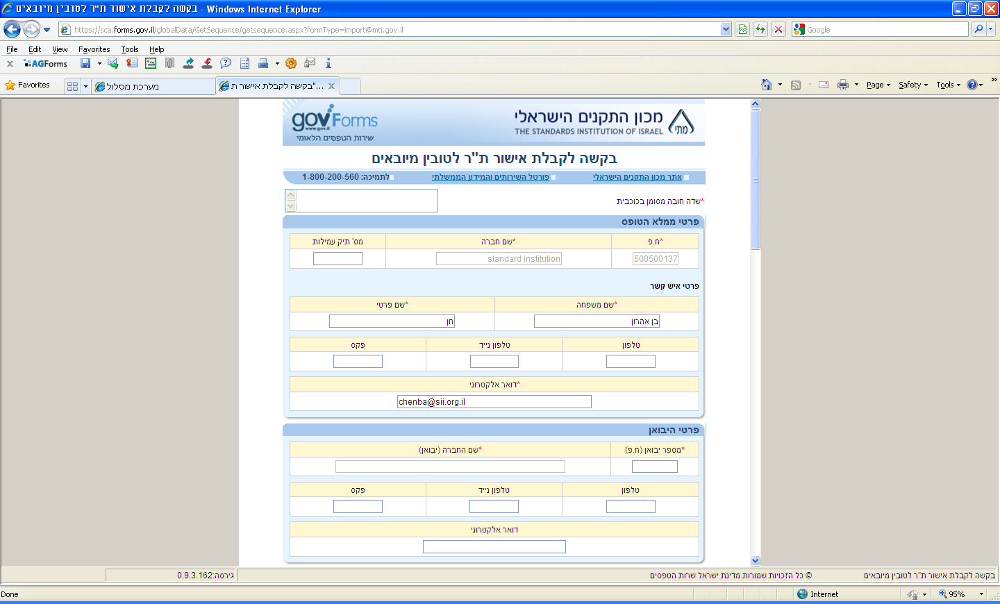 בקשה לקבלת אישור ת"ר לטובין מיובאים - Windows Internet Explorer
https://sca.forms.gov.il/globalData/GetSequence/getsequence.aspx?formType=import@mti.gov.il
Google
File Edit View Favorites Tools Help
x AGForms
Favorites
מערכת מסלול
בקשה לקבלת אישור ת"...
Page Safety Tools
govForms
www.gov.il
שירות הטפסים הלאומי
מכון התקנים הישראלי
THE STANDARDS INSTITUTION OF ISRAEL
מתי
בקשה לקבלת אישור ת"ר לטובין מיובאים
אתר מכון התקנים הישראלי
פורטל השירותים והמידע הממשלתי
לתמיכה: 1-800-200-560
*שדה חובה מסומן בכוכבית
פרטי ממלא הטופס
*ח.פ *שם חברה מס' תיק עמילות
500500137 standard institution
פרטי איש קשר
*שם משפחה *שם פרטי
בן אהרון חן
טלפון טלפון נייד פקס
*דואר אלקטרוני
chenba@sii.org.il
פרטי היבואן
*מספר יבואן (ח.פ) *שם החברה (יבואן)
טלפון טלפון נייד פקס
דואר אלקטרוני
בקשה לקבלת אישור ת"ר לטובין מיובאים
© כל הזכויות שמורות מדינת ישראל שרות הטפסים
גירסה:0.9.3.162
Done Internet 95%